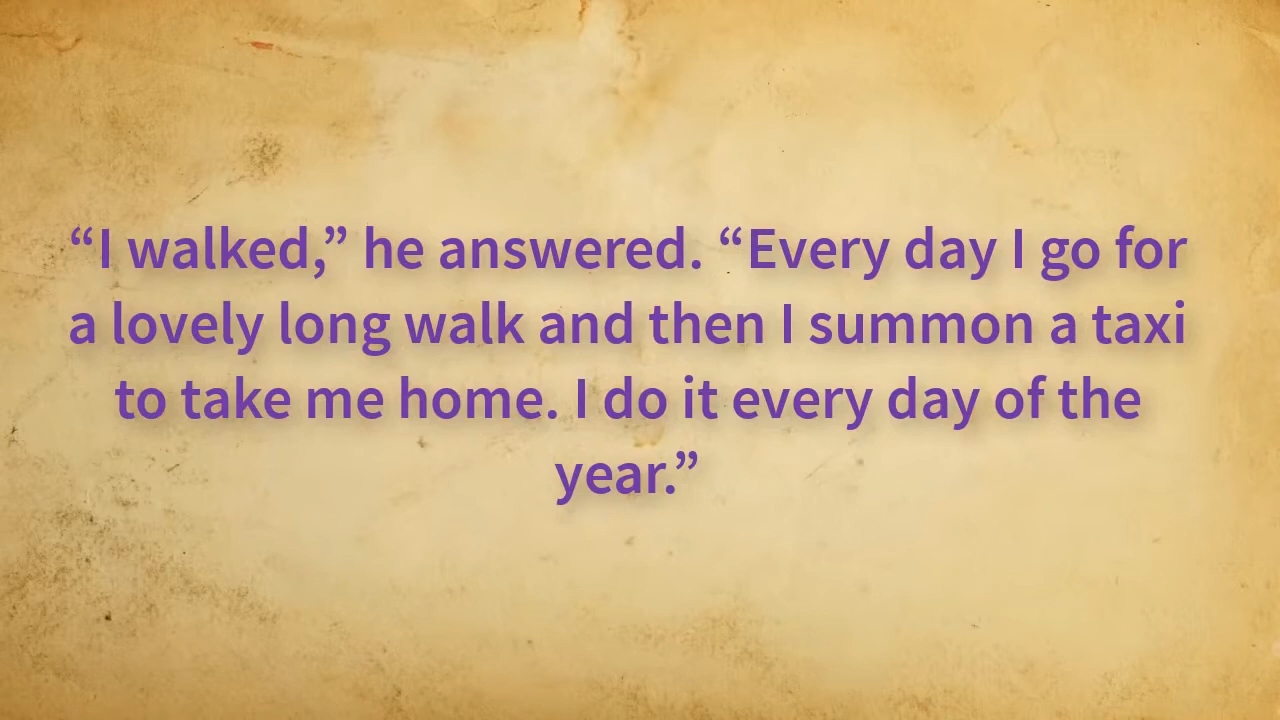 “I walked,” he answered. “Every day I go for
a lovely long walk and then I summon a taxi
to take me home. I do it every day of the
year.”